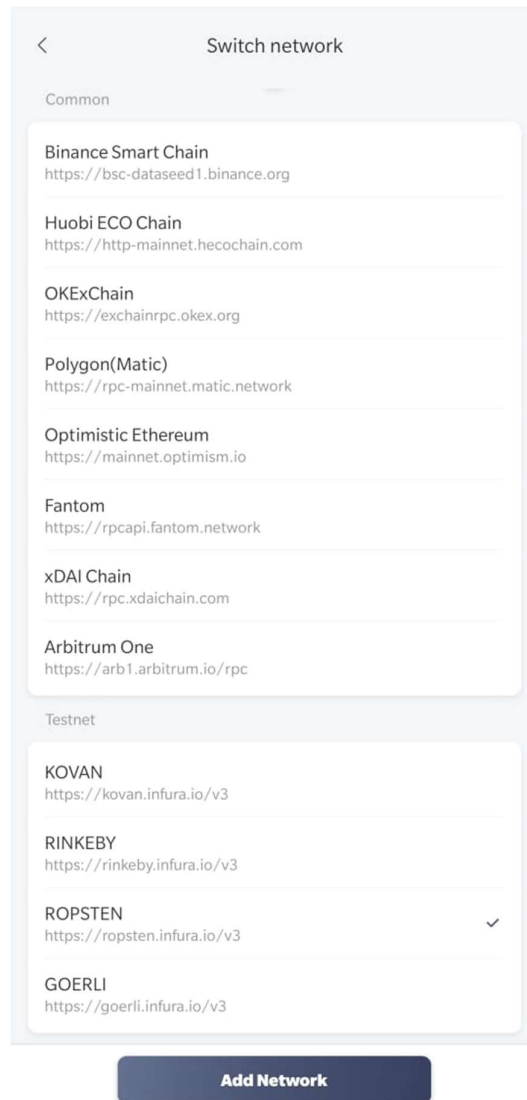 Switch network
Common
Binance Smart Chain
https://bsc-dataseed1.binance.org
Huobi ECO Chain
https://http-mainnet.hecochain.com
OKExChain
https://exchainrpc.okex.org
Polygon(Matic)
https://rpc-mainnet.matic.network
Optimistic Ethereum
https://mainnet.optimism.io
Fantom
https://rpcapi.fantom.network
xDAI Chain
https://rpc.xdaichain.com
Arbitrum One
https://arb1.arbitrum.io/rpc
Testnet
KOVAN
https://kovan.infura.io/v3
RINKEBY
https://rinkeby.infura.io/v3
ROPSTEN
https://ropsten.infura.io/v3
GOERLI
https://goerli.infura.io/v3
Add Network